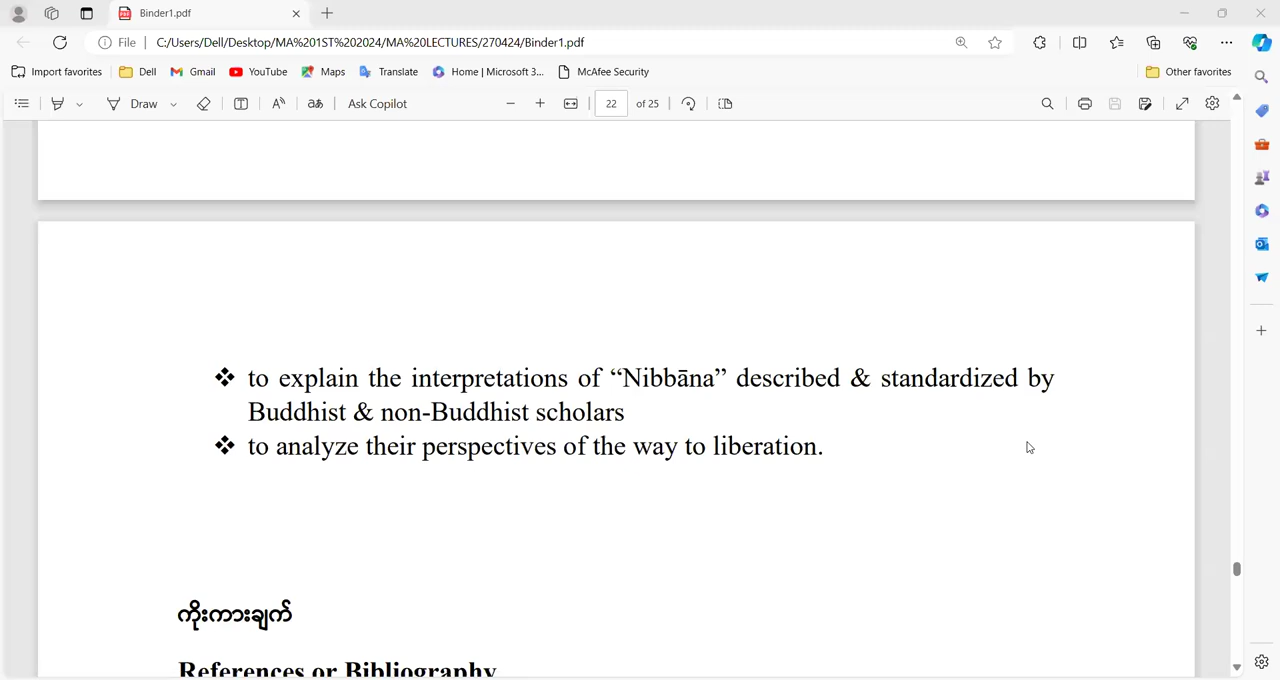 Binder1.pdf
File
C:/Users/Dell/Desktop/MA%201ST%202024/MA%20LECTURES/270424/Binder1.pdf
Import favorites Dell Gmail YouTube Maps Translate Home | Microsoft 3... McAfee Security Other favorites
Draw Ask Copilot 22 of 25
❖ to explain the interpretations of “Nibbāna” described & standardized by
Buddhist & non-Buddhist scholars
❖ to analyze their perspectives of the way to liberation.
ကိုးကားချက်
References or Bibliography